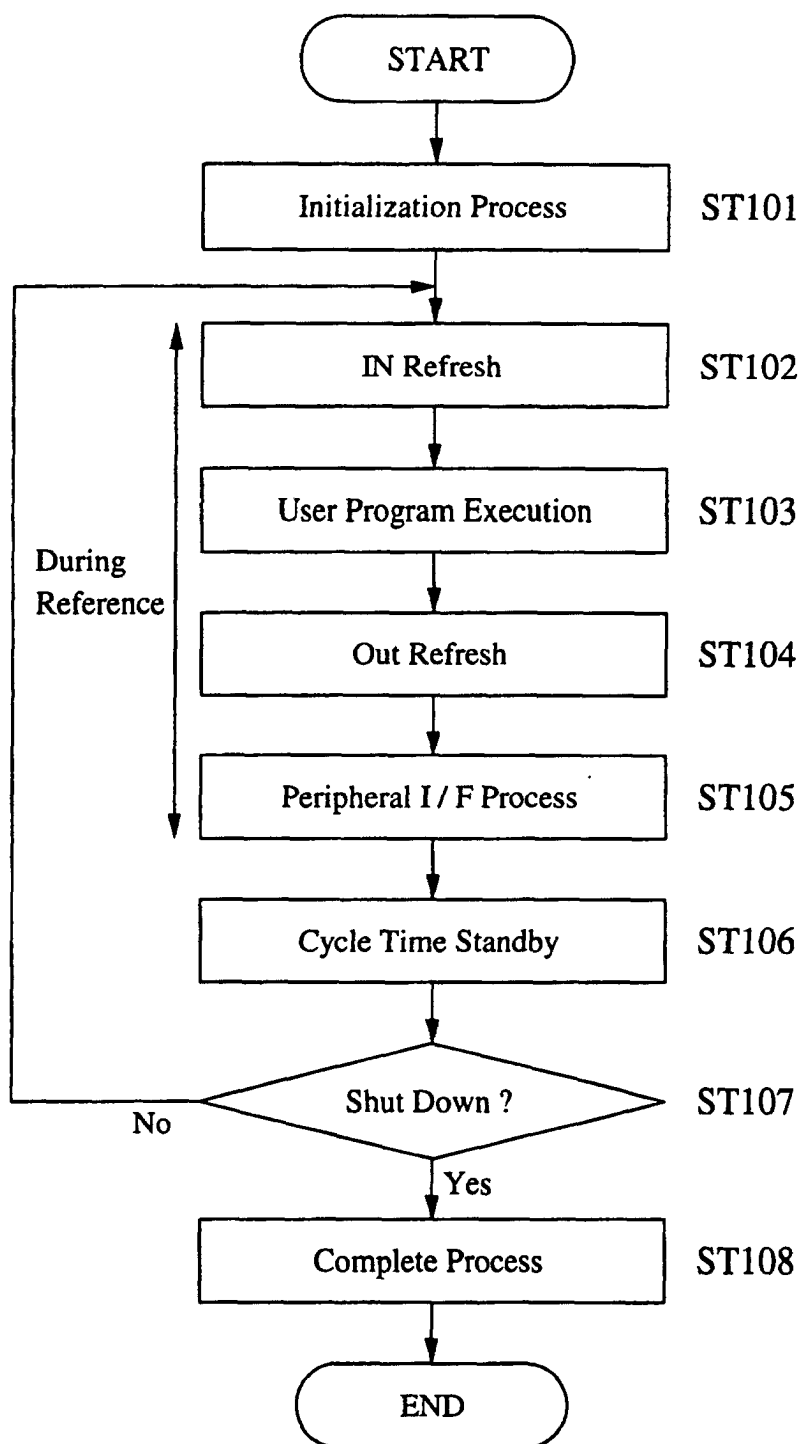 START
Initialization Process
ST101
IN Refresh
ST102
User Program Execution
ST103
During
Reference
Out Refresh
ST104
Peripheral I / F Process
ST105
Cycle Time Standby
ST106
Shut Down ?
ST107
No
Yes
Complete Process
ST108
END